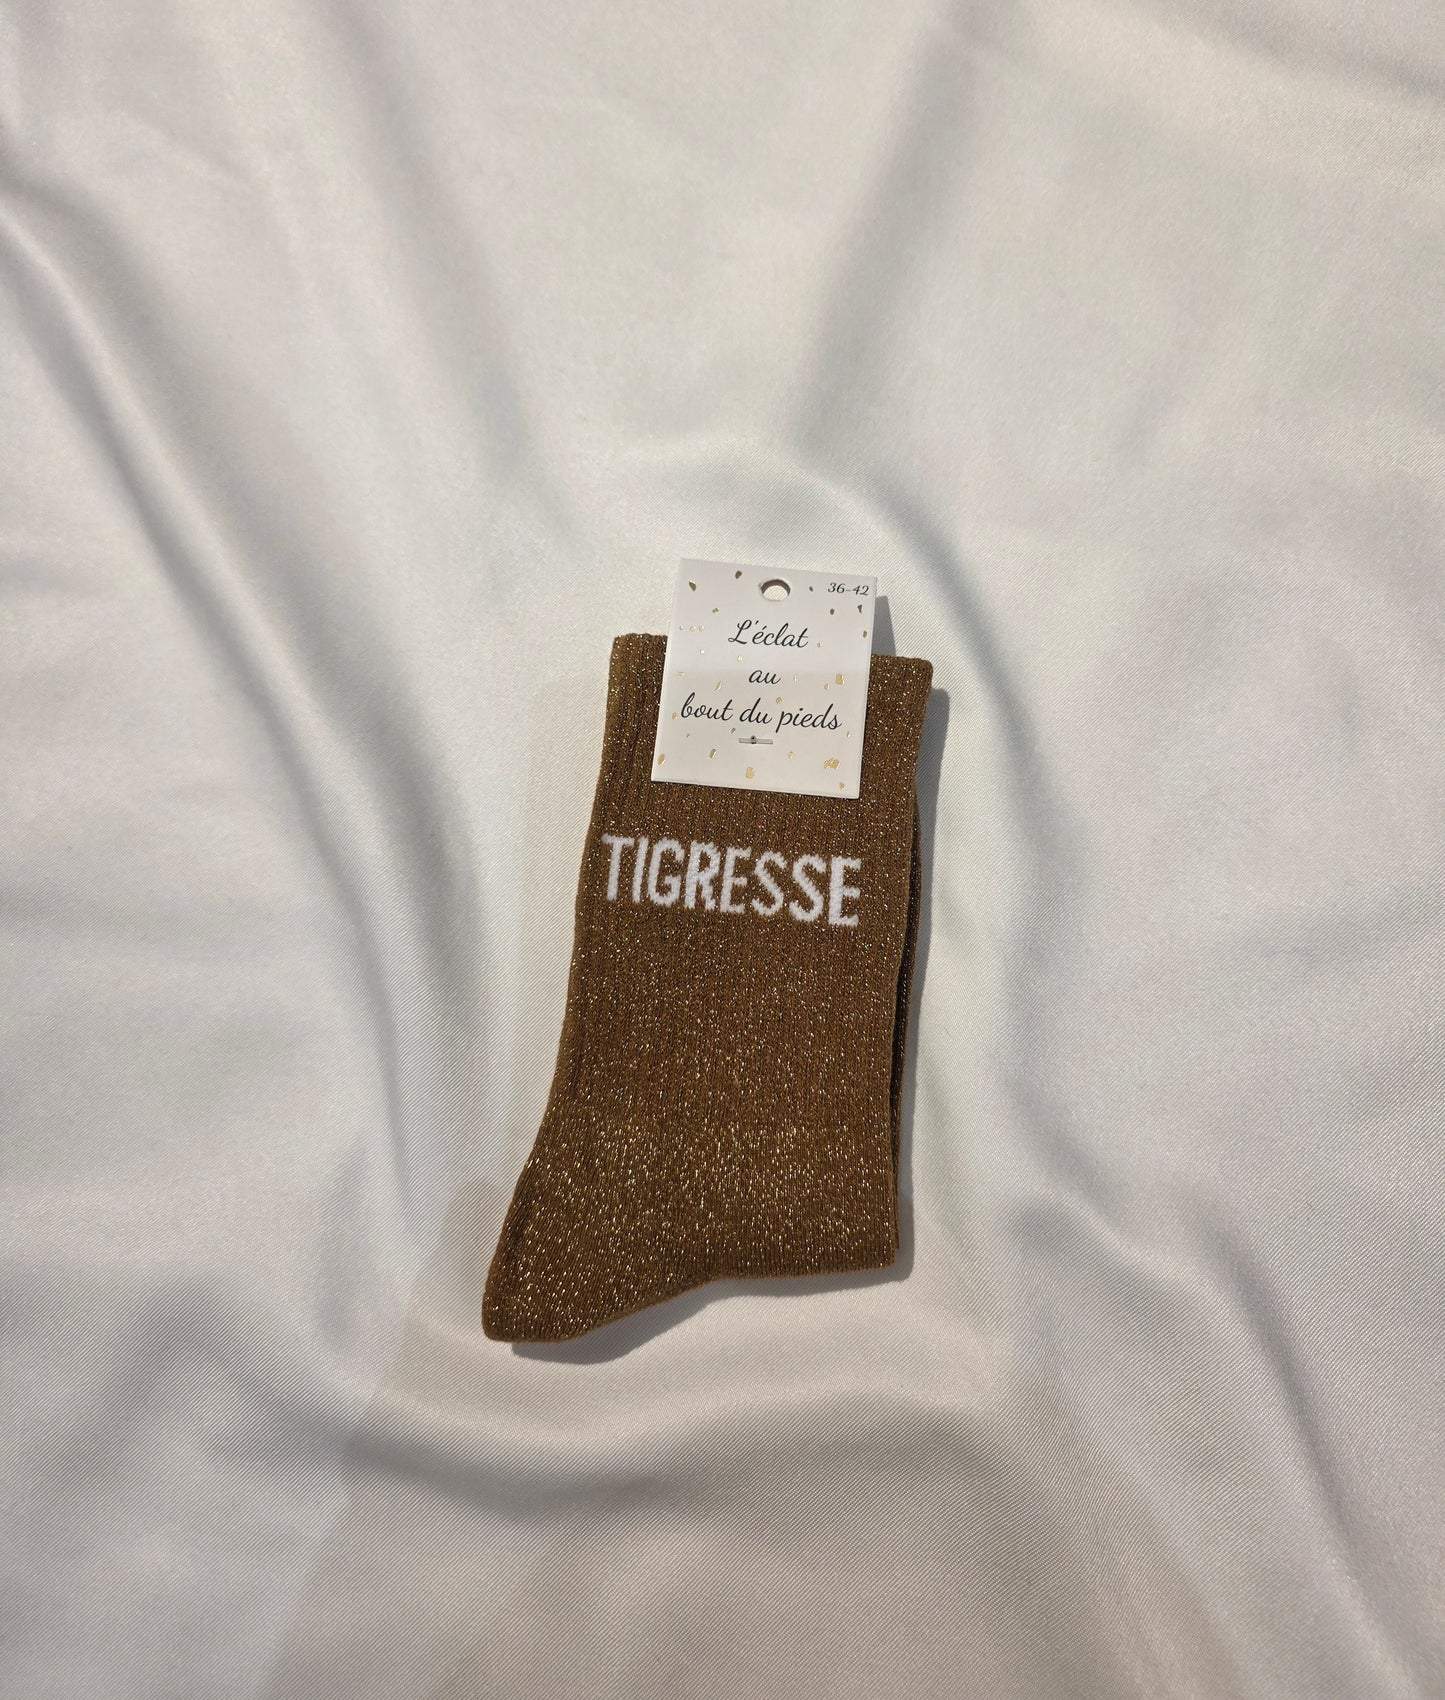 36-42
L'éclat
au
bout du pieds
TIGRESSE